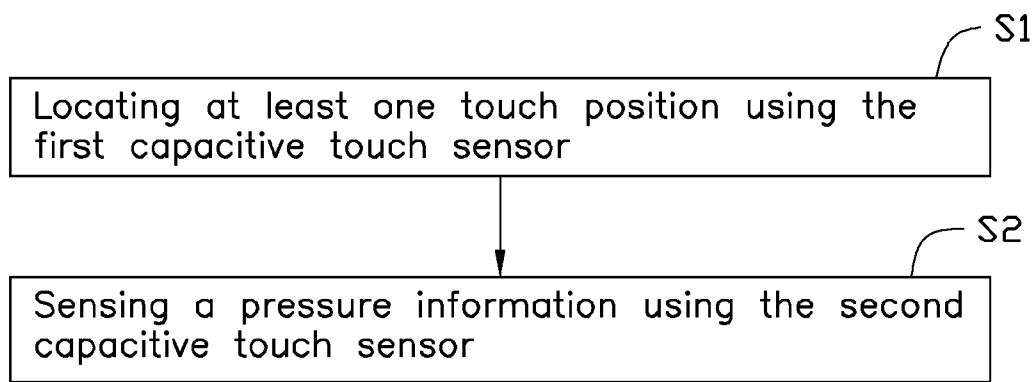 S1
Locating at least one touch position using the
first capacitive touch sensor
S2
Sensing a pressure information using the second
capacitive touch sensor